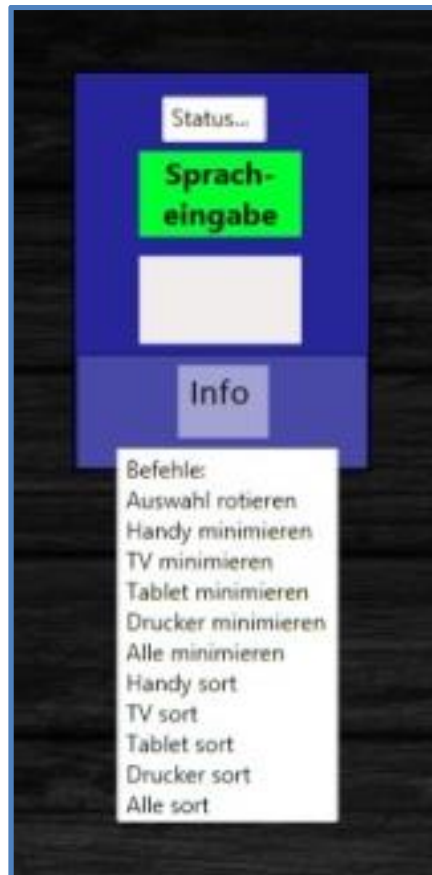 Status...
Sprach-
eingabe
Info
Befehle:
Auswahl rotieren
Handy minimieren
TV minimieren
Tablet minimieren
Drucker minimieren
Alle minimieren
Handy sort
TV sort
Tablet sort
Drucker sort
Alle sort